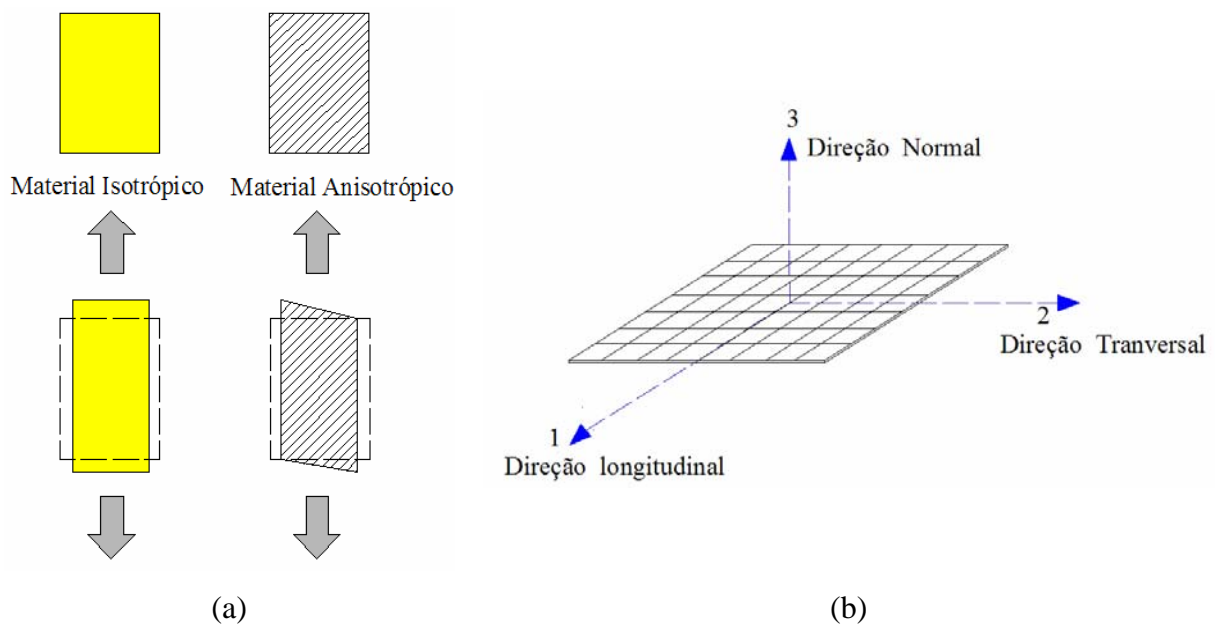 Material Isotrópico
Material Anisotrópico
(a)
3
Direção Normal
2
Direção Tranversal
1
Direção longitudinal
(b)